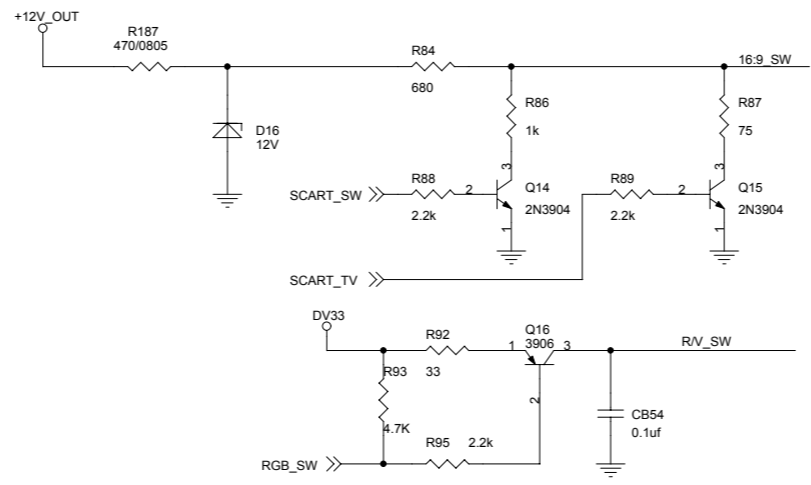 +12V_OUT
R187
470/0805
R84
680
16:9_SW
R86
1k
R87
75
D16
12V
3
3
SCART_SW
R88
2.2k
2
Q14
2N3904
1
R89
2.2k
2
Q15
2N3904
1
SCART_TV
DV33
R92
33
1
Q16
3906
3
R/V_SW
R93
4.7K
2
CB54
0.1uf
RGB_SW
R95
2.2k